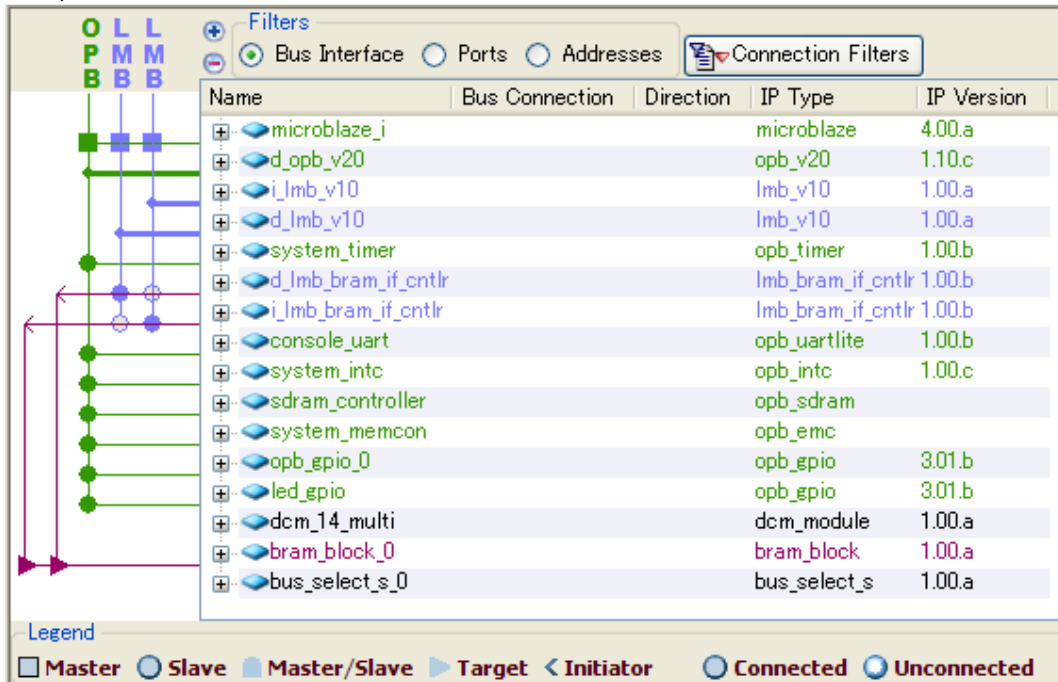 OPB LMB LMB
Filters
Bus Interface Ports Addresses Connection Filters
Name Bus Connection Direction IP Type IP Version
microblaze_i microblaze 4.00.a
d_opb_v20 opb_v20 1.10.c
i_lmb_v10 lmb_v10 1.00.a
d_lmb_v10 lmb_v10 1.00.a
system_timer opb_timer 1.00.b
d_lmb_bram_if_cntlr lmb_bram_if_cntlr 1.00.b
i_lmb_bram_if_cntlr lmb_bram_if_cntlr 1.00.b
console_uart opb_uartlite 1.00.b
system_intc opb_intc 1.00.c
sdram_controller opb_sdram
system_memcon opb_emc
opb_gpio_0 opb_gpio 3.01.b
led_gpio opb_gpio 3.01.b
dcm_14_multi dcm_module 1.00.a
bram_block_0 bram_block 1.00.a
bus_select_s_0 bus_select_s 1.00.a
Legend
Master Slave Master/Slave Target Initiator Connected Unconnected